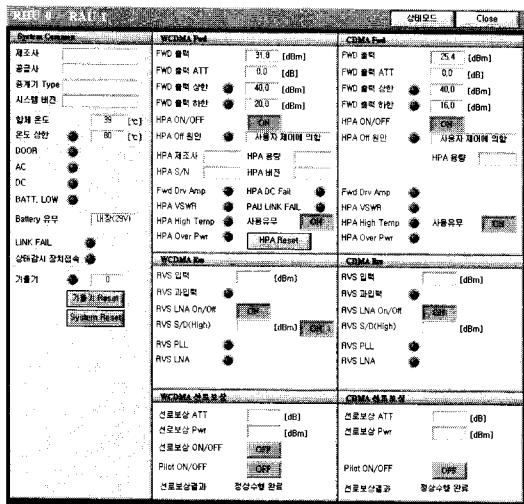 RHU 0 - RAU 1
상태모드
Close
System Common
제조사
공급사
중계기 Type
시스템 버전
함체 온도 39 [℃]
온도 상한 80 [℃]
DOOR
AC
DC
BATT. LOW
Battery 유무 내장(29V)
LINK FAIL
상태감시 장치접속
가출기 0
가출기 Reset
System Reset
WCDMA Fwd
FWD 출력 31,8 [dBm]
FWD 출력 ATT 0,0 [dB]
FWD 출력 상한 40,0 [dBm]
FWD 출력 하한 20,0 [dBm]
HPA ON/OFF ON
HPA Off 원인 사용자 제어에 의함
HPA 제조사 HPA 용량
HPA S/N HPA 버전
Fwd Drv Amp HPA DC Fail
HPA VSWR PAU LINK FAIL
HPA High Temp 사용유무 ON
HPA Over Pwr HPA Reset
WCDMA Rvs
RVS 입력 [dBm]
RVS 과입력
RVS LNA On/Off ON
RVS S/D(High) [dBm] ON
RVS PLL
RVS LNA
WCDMA 선로보상
선로보상 ATT [dB]
선로보상 Pwr [dBm]
선로보상 ON/OFF OFF
Pilot ON/OFF OFF
선로보상결과 정상수행 완료
CDMA Fwd
FWD 출력 25,4 [dBm]
FWD 출력 ATT 0,0 [dB]
FWD 출력 상한 40,0 [dBm]
FWD 출력 하한 16,0 [dBm]
HPA ON/OFF ON
HPA Off 원인 사용자 제어에 의함
HPA 용량
Fwd Drv Amp
HPA VSWR
HPA High Temp 사용유무 ON
HPA Over Pwr
CDMA Rvs
RVS 입력 [dBm]
RVS 과입력
RVS LNA On/Off ON
RVS S/D(High) [dBm]
RVS PLL
RVS LNA
CDMA 선로보상
선로보상 ATT [dB]
선로보상 Pwr [dBm]
Pilot ON/OFF OFF
선로보상결과 정상수행 완료